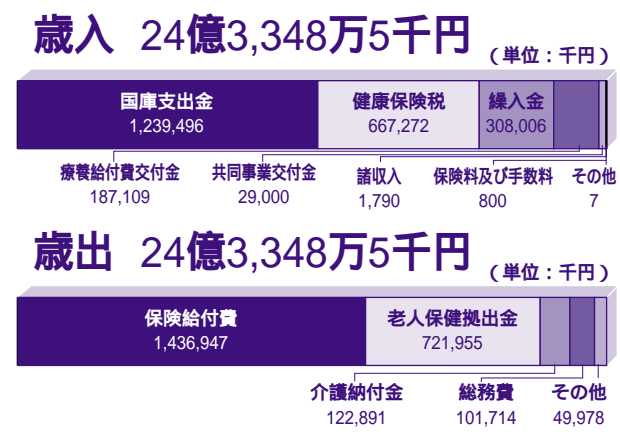 歳入 24億3,348万5千円 （単位：千円）
国庫支出金 健康保険税 繰入金
1,239,496 667,272 308,006
療養給付費交付金 共同事業交付金 諸収入 保険料及び手数料 その他
187,109 29,000 1,790 800 7
歳出 24億3,348万5千円 （単位：千円）
保険給付費 老人保健拠出金
1,436,947 721,955
介護納付金 総務費 その他
122,891 101,714 49,978